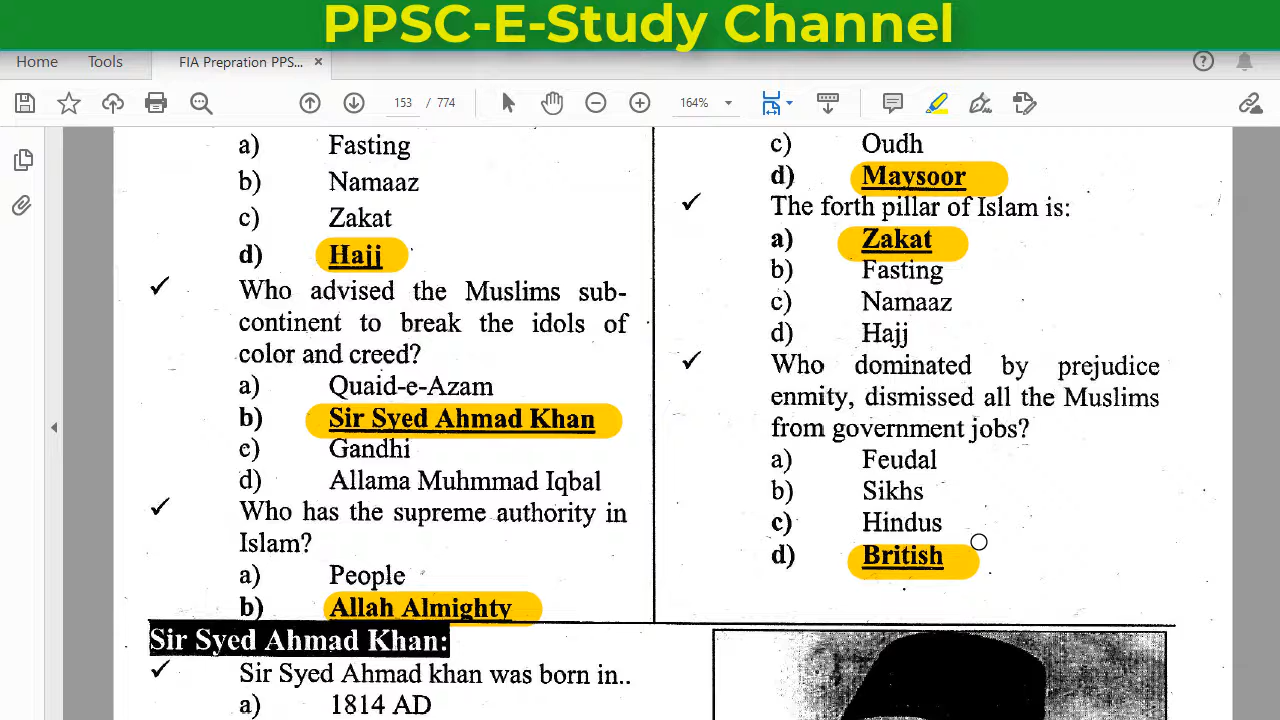 PPSC-E-Study Channel
Home
Tools
FIA Prepration PPS...
153 / 774
164%
a) Fasting
b) Namaaz
c) Zakat
d) Hajj
Who advised the Muslims sub-
continent to break the idols of
color and creed?
a) Quaid-e-Azam
b) Sir Syed Ahmad Khan
c) Gandhi
d) Allama Muhmmad Iqbal
Who has the supreme authority in
Islam?
a) People
b) Allah Almighty
c) Oudh
d) Maysoor
The forth pillar of Islam is:
a) Zakat
b) Fasting
c) Namaaz
d) Hajj
Who dominated by prejudice
enmity, dismissed all the Muslims
from government jobs?
a) Feudal
b) Sikhs
c) Hindus
d) British
Sir Syed Ahmad Khan:
Sir Syed Ahmad khan was born in..
a) 1814 AD